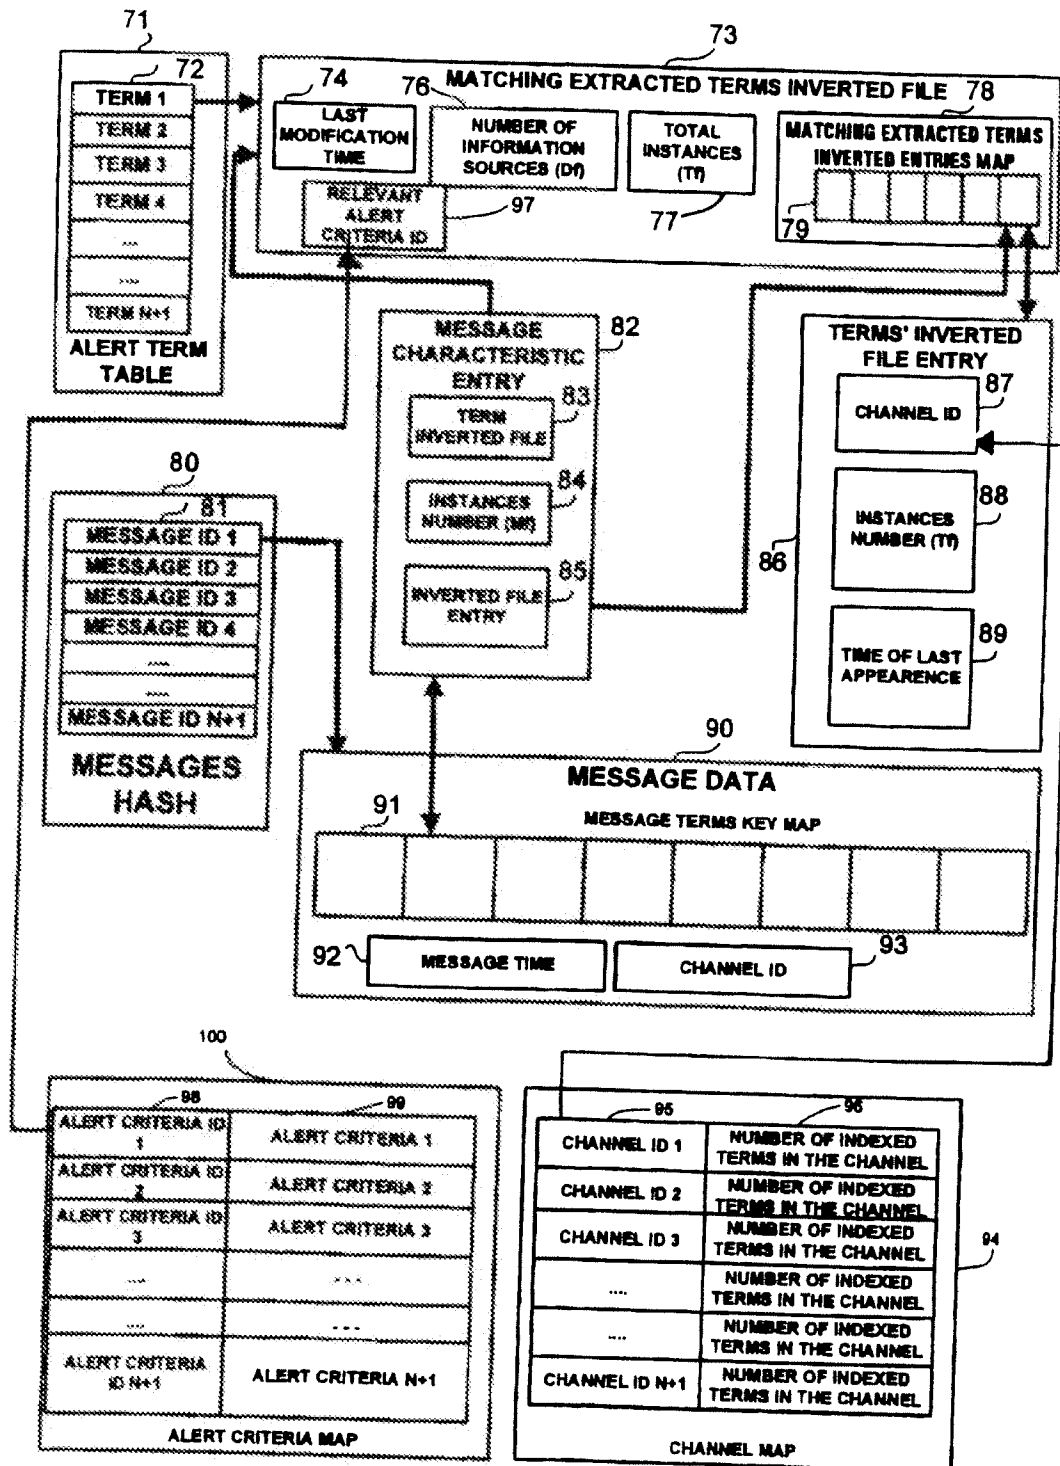 71
72
TERM 1
TERM 2
TERM 3
TERM 4
....
....
TERM N+1
ALERT TERM
TABLE
73
MATCHING EXTRACTED TERMS INVERTED FILE
74
LAST
MODIFICATION
TIME
76
NUMBER OF
INFORMATION
SOURCES (Df)
TOTAL
INSTANCES
(Tf)
77
78
MATCHING EXTRACTED TERMS
INVERTED ENTRIES MAP
79
RELEVANT
ALERT
CRITERIA ID
97
82
MESSAGE
CHARACTERISTIC
ENTRY
83
TERM
INVERTED FILE
84
INSTANCES
NUMBER (Mf)
85
INVERTED FILE
ENTRY
TERMS' INVERTED
FILE ENTRY
87
CHANNEL ID
88
INSTANCES
NUMBER (Tf)
86
89
TIME OF LAST
APPEARENCE
80
81
MESSAGE ID 1
MESSAGE ID 2
MESSAGE ID 3
MESSAGE ID 4
....
....
MESSAGE ID N+1
MESSAGES
HASH
90
MESSAGE DATA
91
MESSAGE TERMS KEY MAP
92
MESSAGE TIME
CHANNEL ID
93
100
98
99
ALERT CRITERIA ID
1
ALERT CRITERIA 1
ALERT CRITERIA ID
2
ALERT CRITERIA 2
ALERT CRITERIA ID
3
ALERT CRITERIA 3
....
- - -
....
- - -
ALERT CRITERIA
ID N+1
ALERT CRITERIA N+1
ALERT CRITERIA MAP
95
96
CHANNEL ID 1
NUMBER OF INDEXED
TERMS IN THE CHANNEL
CHANNEL ID 2
NUMBER OF INDEXED
TERMS IN THE CHANNEL
CHANNEL ID 3
NUMBER OF INDEXED
TERMS IN THE CHANNEL
94
....
NUMBER OF INDEXED
TERMS IN THE CHANNEL
....
NUMBER OF INDEXED
TERMS IN THE CHANNEL
CHANNEL ID N+1
NUMBER OF INDEXED
TERMS IN THE CHANNEL
CHANNEL MAP